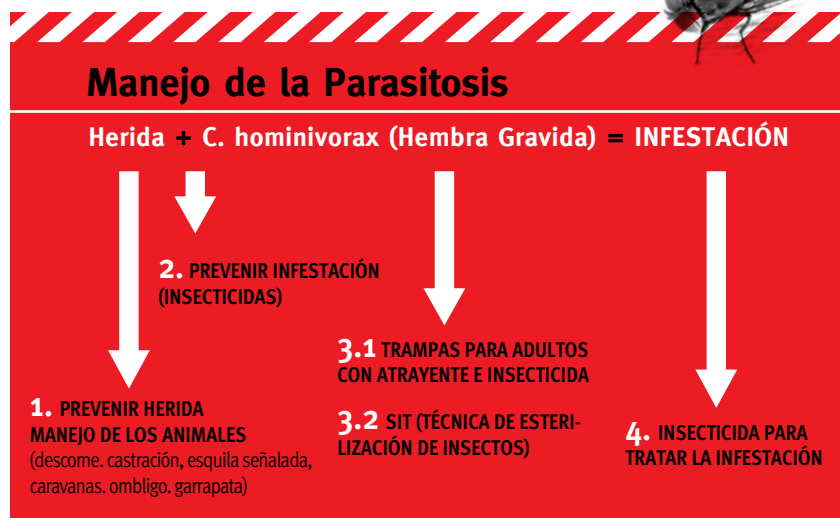 Manejo de la Parasitosis
Herida + C. hominivorax (Hembra Gravida) = INFESTACIÓN
2. PREVENIR INFESTACIÓN
(INSECTICIDAS)
3.1 TRAMPAS PARA ADULTOS
CON ATRAYENTE E INSECTICIDA
1. PREVENIR HERIDA
MANEJO DE LOS ANIMALES
(descorne. castración, esquila señalada,
caravanas. ombligo. garrapata)
3.2 SIT (TÉCNICA DE ESTERI-
LIZACIÓN DE INSECTOS)
4. INSECTICIDA PARA
TRATAR LA INFESTACIÓN